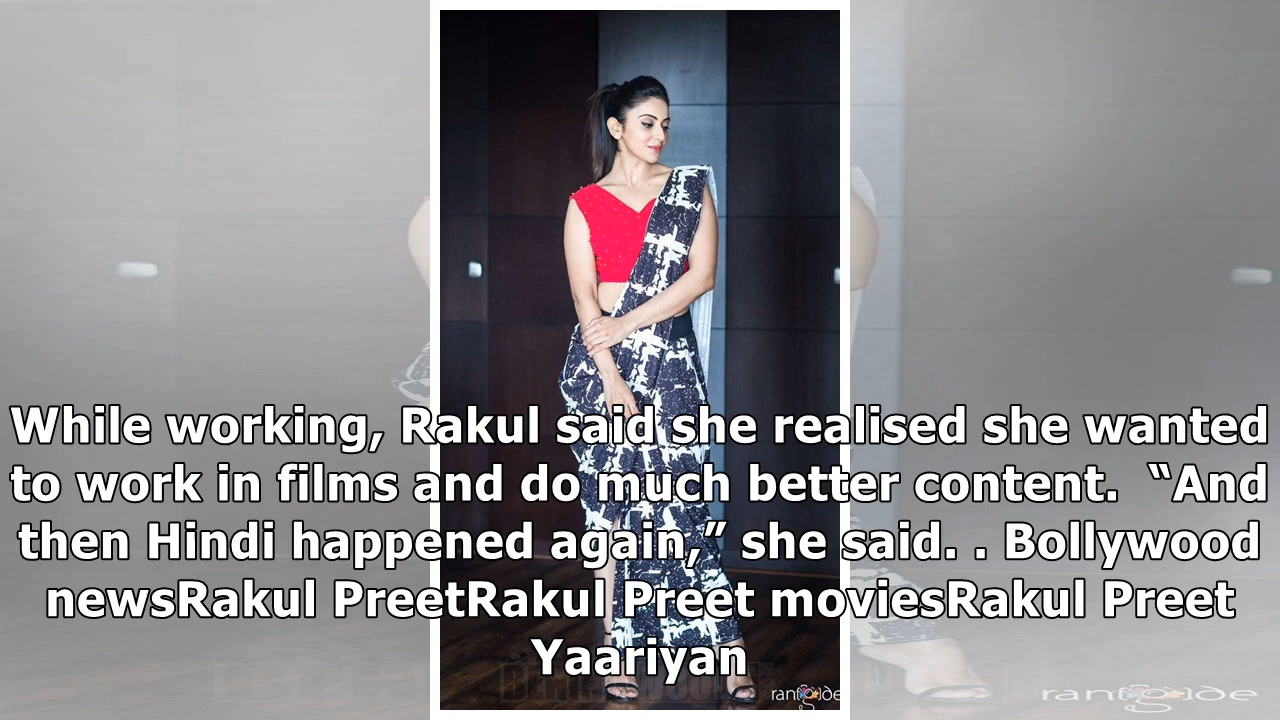 While working, Rakul said she realised she wanted
to work in films and do much better content.  “And
then Hindi happened again,” she said. . Bollywood
newsRakul PreetRakul Preet moviesRakul Preet
Yaariyan